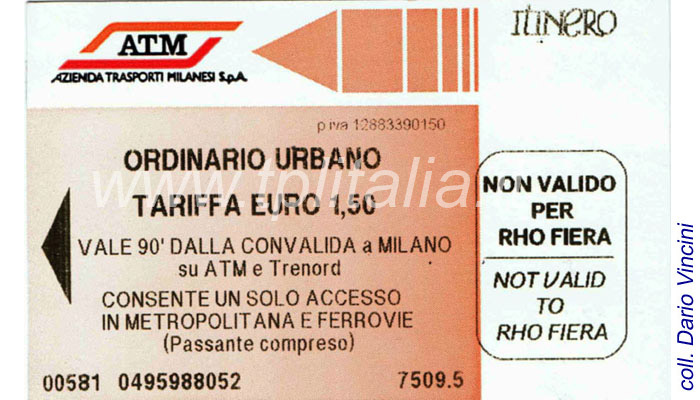 ATM
AZIENDA TRASPORTI MILANESI S.p.A.
ITINERO
p iva 12883390150
ORDINARIO URBANO
www.tplitalia.
TARIFFA EURO 1,50
VALE 90' DALLA CONVALIDA a MILANO
su ATM e Trenord
CONSENTE UN SOLO ACCESSO
IN METROPOLITANA E FERROVIE
(Passante compreso)
00581 0495988052 7509.5
NON VALIDO
PER
RHO FIERA
NOT VALID
TO
RHO FIERA
coll. Dario Vincini